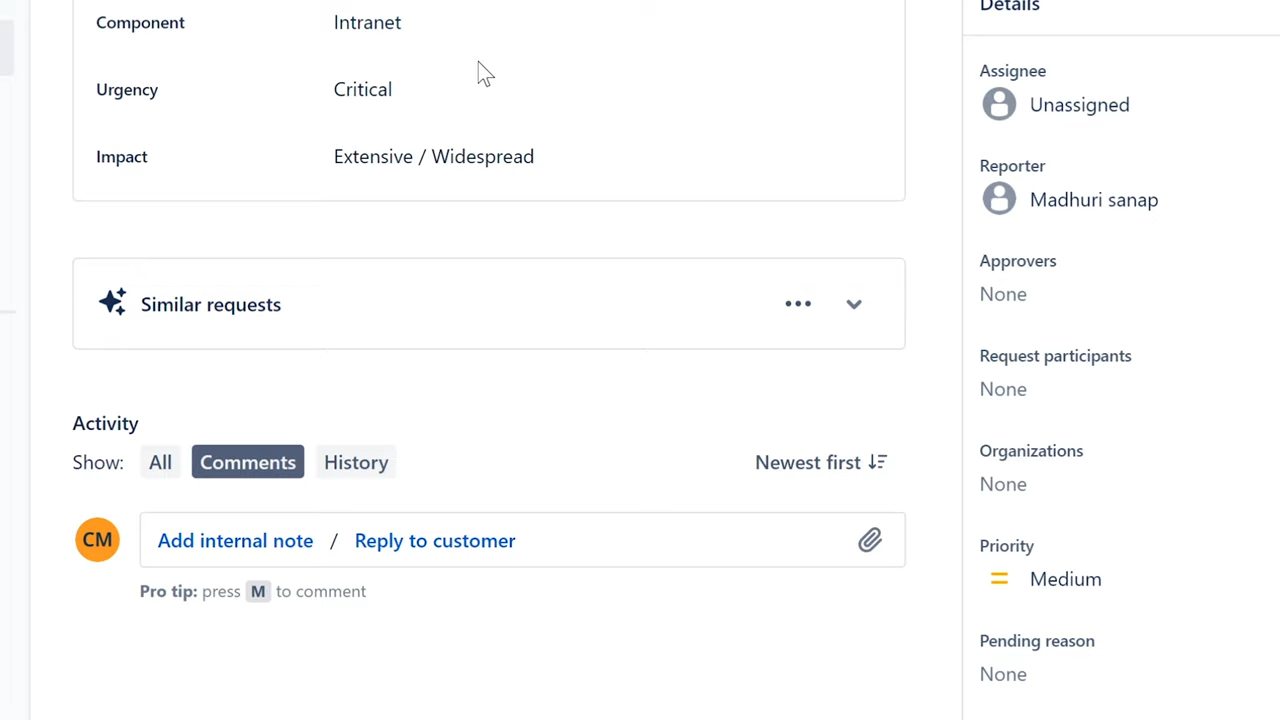 Component Intranet
Urgency Critical
Impact Extensive / Widespread
Similar requests
Activity
Show: All Comments History Newest first
CM Add internal note / Reply to customer
Pro tip: press M to comment
Details
Assignee
Unassigned
Reporter
Madhuri sanap
Approvers
None
Request participants
None
Organizations
None
Priority
Medium
Pending reason
None